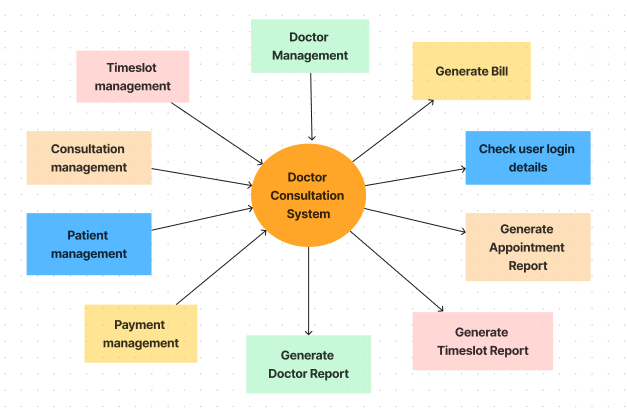 Doctor
Management
Timeslot
management
Generate Bill
Consultation
management
Check user login
details
Doctor
Consultation
System
Patient
management
Generate
Appointment
Report
Payment
management
Generate
Timeslot Report
Generate
Doctor Report